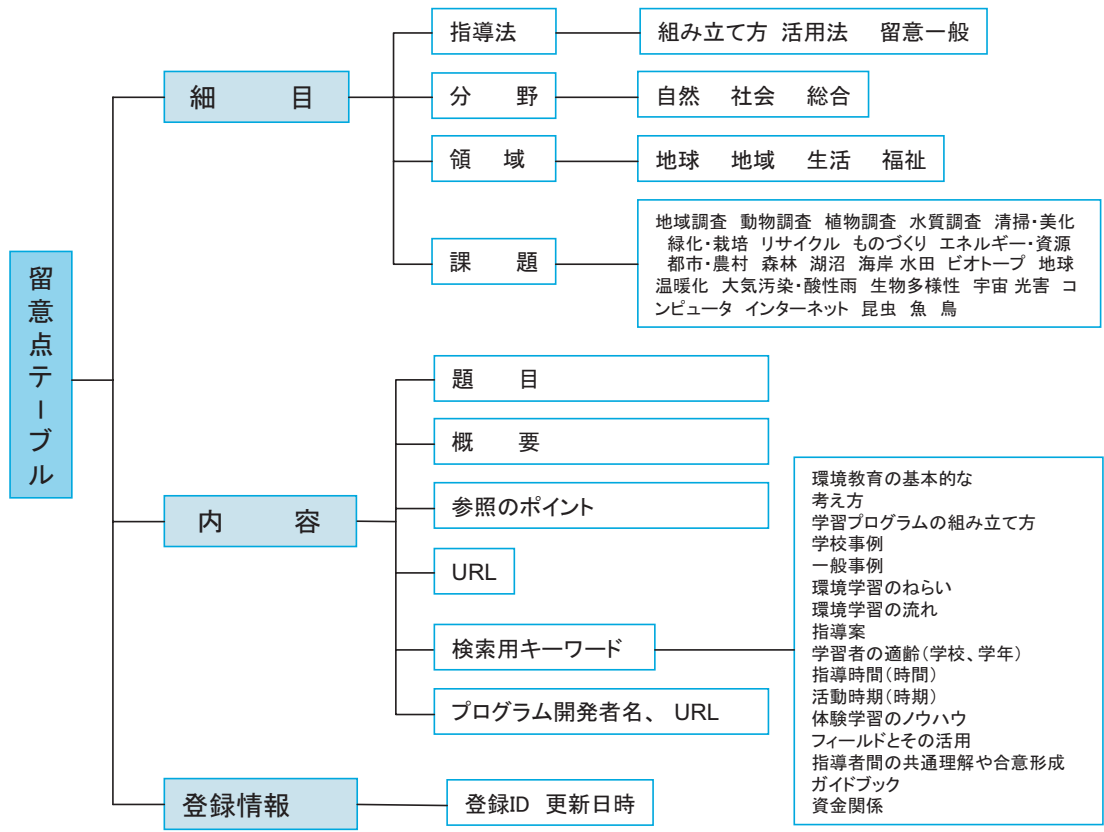 留意点テーブル
細目
指導法
組み立て方 活用法 留意一般
分野
自然 社会 総合
領域
地球 地域 生活 福祉
課題
地域調査 動物調査 植物調査 水質調査 清掃・美化
緑化・栽培 リサイクル ものづくり エネルギー・資源
都市・農村 森林 湖沼 海岸 水田 ビオトープ 地球
温暖化 大気汚染・酸性雨 生物多様性 宇宙 光害 コ
ンピュータ インターネット 昆虫 魚 鳥
内容
題目
概要
参照のポイント
URL
検索用キーワード
環境教育の基本的な
考え方
学習プログラムの組み立て方
学校事例
一般事例
環境学習のねらい
環境学習の流れ
指導案
学習者の適齢(学校、学年)
指導時間(時間)
活動時期(時期)
体験学習のノウハウ
フィールドとその活用
指導者間の共通理解や合意形成
ガイドブック
資金関係
プログラム開発者名、 URL
登録情報
登録ID 更新日時